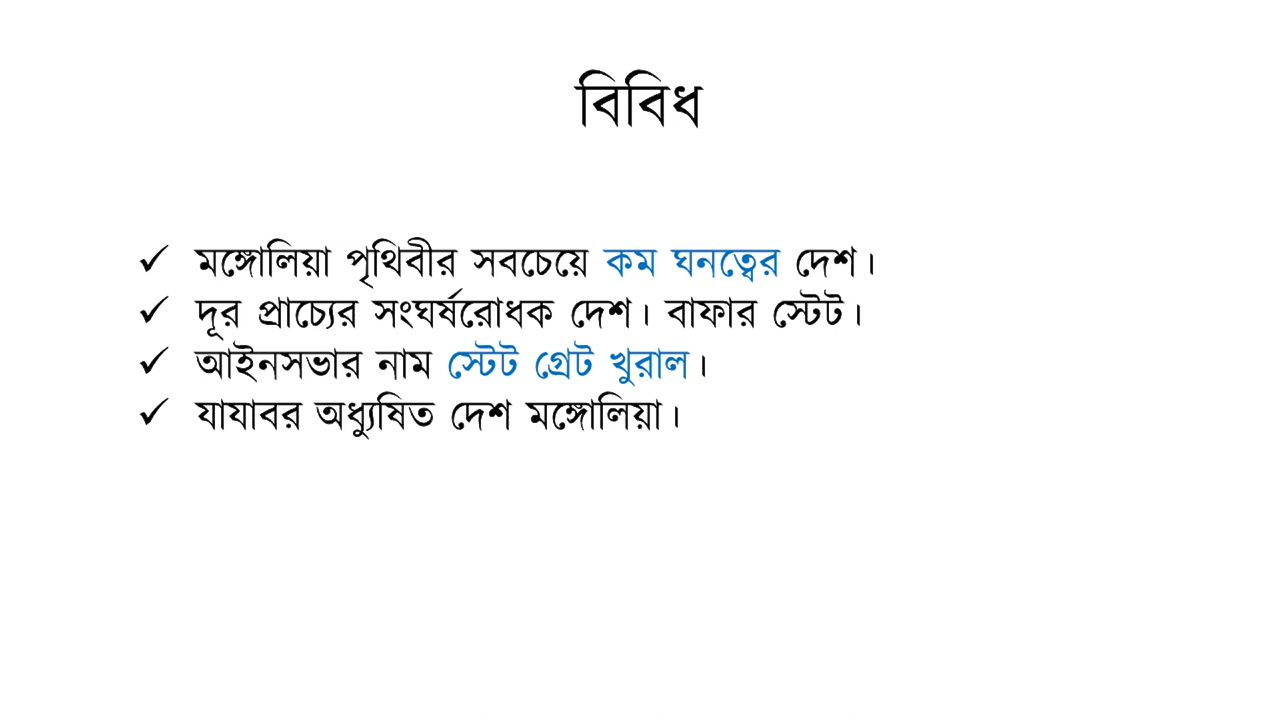 বিবিধ
✓ মঙ্গোলিয়া পৃথিবীর সবচেয়ে কম ঘনত্বের দেশ।
✓ দূর প্রাচ্যের সংঘর্ষরোধক দেশ। বাফার স্টেট।
✓ আইনসভার নাম স্টেট গ্রেট খুরাল।
✓ যাযাবর অধ্যুষিত দেশ মঙ্গোলিয়া।